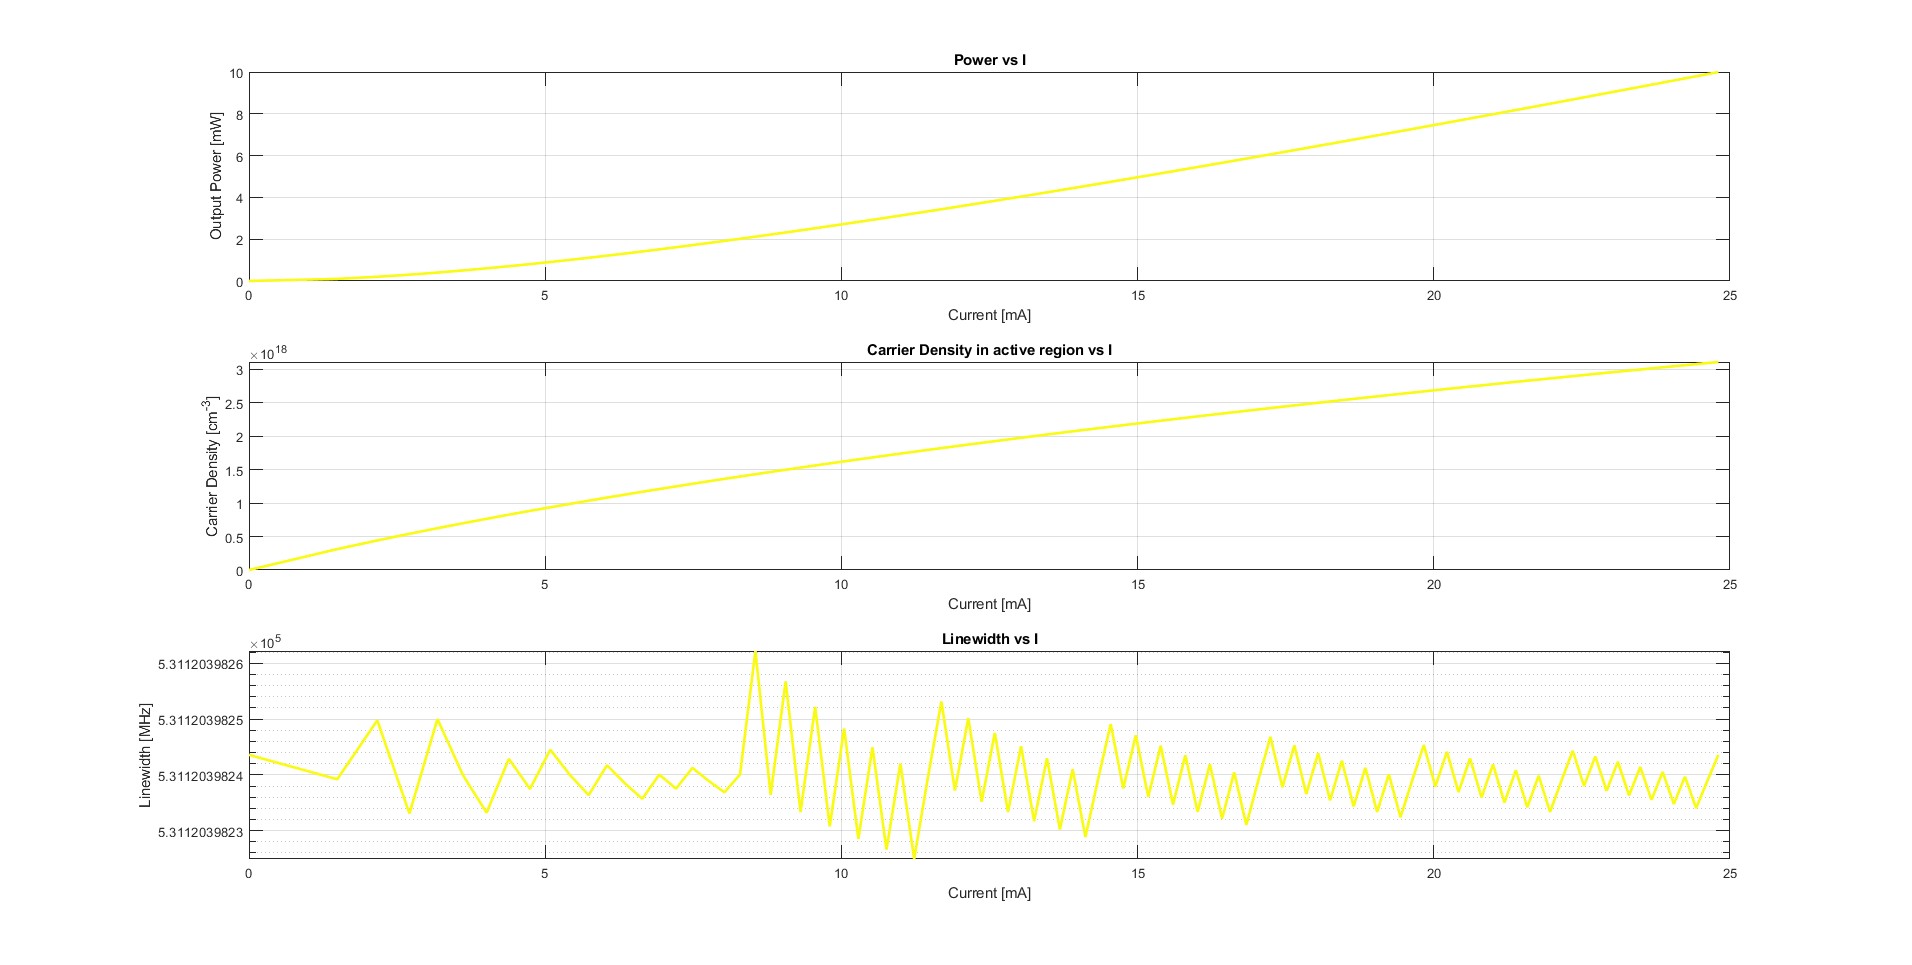 Power vs I
Output Power [mW]
10
8
6
4
2
0
0 5 10 15 20 25
Current [mA]
Carrier Density in active region vs I
×10^18
Carrier Density [cm^-3]
3
2.5
2
1.5
1
0.5
0
0 5 10 15 20 25
Current [mA]
Linewidth vs I
×10^5
Linewidth [MHz]
5.3112039826
5.3112039825
5.3112039824
5.3112039823
0 5 10 15 20 25
Current [mA]